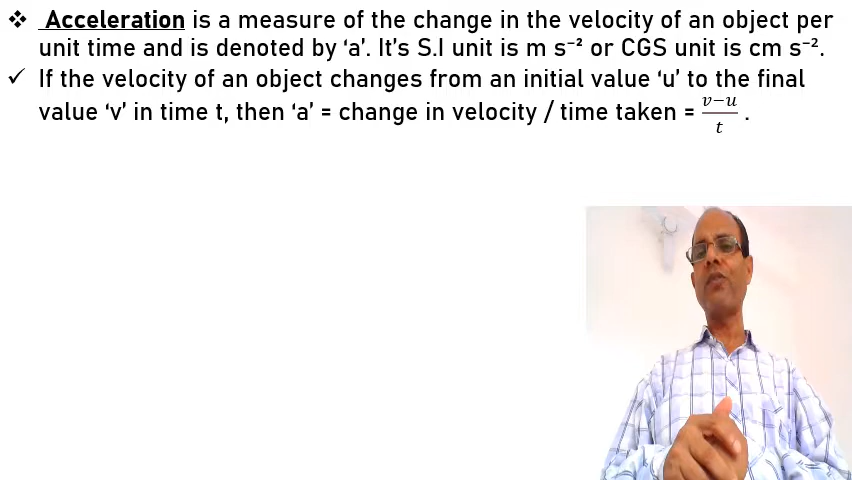 ❖ Acceleration is a measure of the change in the velocity of an object per
unit time and is denoted by ‘a’. It’s S.I unit is m s⁻² or CGS unit is cm s⁻².
✓ If the velocity of an object changes from an initial value ‘u’ to the final
value ‘v’ in time t, then ‘a’ = change in velocity / time taken = (v−u)/t .